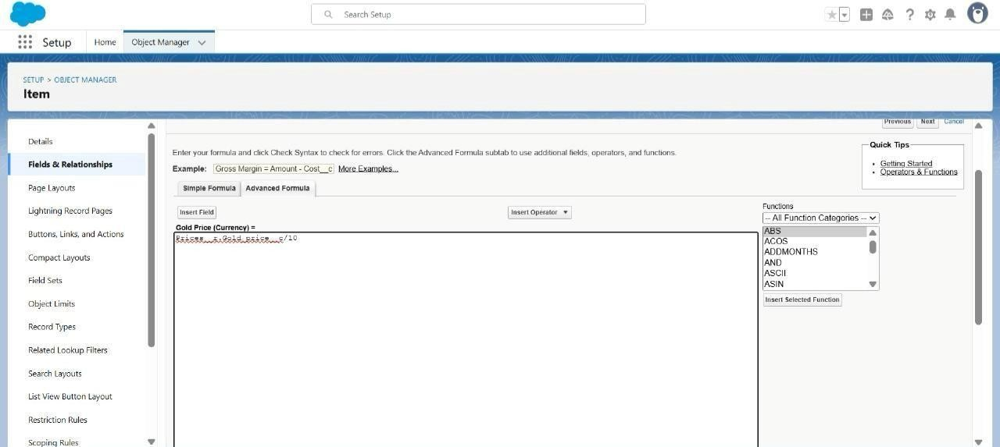 Search Setup
Setup
Home
Object Manager
SETUP > OBJECT MANAGER
Item
Details
Fields & Relationships
Page Layouts
Lightning Record Pages
Buttons, Links, and Actions
Compact Layouts
Field Sets
Object Limits
Record Types
Related Lookup Filters
Search Layouts
List View Button Layout
Restriction Rules
Scoping Rules
Previous Next Cancel
Enter your formula and click Check Syntax to check for errors. Click the Advanced Formula subtab to use additional fields, operators, and functions.
Example: Gross Margin = Amount - Cost__c More Examples...
Quick Tips
• Getting Started
• Operators & Functions
Simple Formula Advanced Formula
Insert Field
Insert Operator
Gold Price (Currency) =
Prices__r.Gold_price__c/10
Functions
-- All Function Categories --
ABS
ACOS
ADDMONTHS
AND
ASCII
ASIN
Insert Selected Function